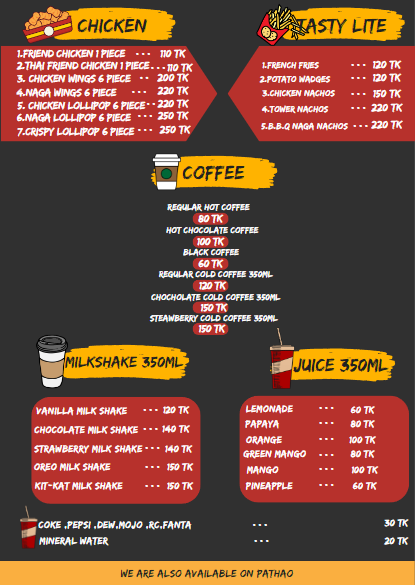 CHICKEN
1.FRIEND CHICKEN 1 PIECE --- 110 TK
2.THAI FRIEND CHICKEN 1 PIECE---110 TK
3. CHICKEN WINGS 6 PIECE -- 200 TK
4.NAGA WINGS 6 PIECE --- 220 TK
5. CHICKEN LOLLIPOP 6 PIECE--220 TK
6.NAGA LOLLIPOP 6 PIECE --- 250 TK
7.CRISPY LOLLIPOP 6 PIECE --- 250 TK
TASTY LITE
1.FRENCH FRIES --- 120 TK
2.POTATO WADGES --- 120 TK
3.CHICKEN NACHOS --- 150 TK
4.TOWER NACHOS --- 220 TK
5.B.B.Q NAGA NACHOS ---220 TK
COFFEE
REGULAR HOT COFFEE
80 TK
HOT CHOCOLATE COFFEE
100 TK
BLACK COFFEE
60 TK
REGULAR COLD COFFEE 350ML
120 TK
CHOCHOLATE COLD COFFEE 350ML
150 TK
STEAWBERRY COLD COFFEE 350ML
150 TK
MILKSHAKE 350ML
VANILLA MILK SHAKE --- 120 TK
CHOCOLATE MILK SHAKE --- 140 TK
STRAWBERRY MILK SHAKE --- 140 TK
OREO MILK SHAKE --- 150 TK
KIT-KAT MILK SHAKE --- 150 TK
JUICE 350ML
LEMONADE --- 60 TK
PAPAYA --- 80 TK
ORANGE --- 100 TK
GREEN MANGO --- 80 TK
MANGO --- 100 TK
PINEAPPLE --- 60 TK
COKE ,PEPSI ,DEW,MOJO ,RC,FANTA --- 30 TK
MINERAL WATER --- 20 TK
WE ARE ALSO AVAILABLE ON PATHAO